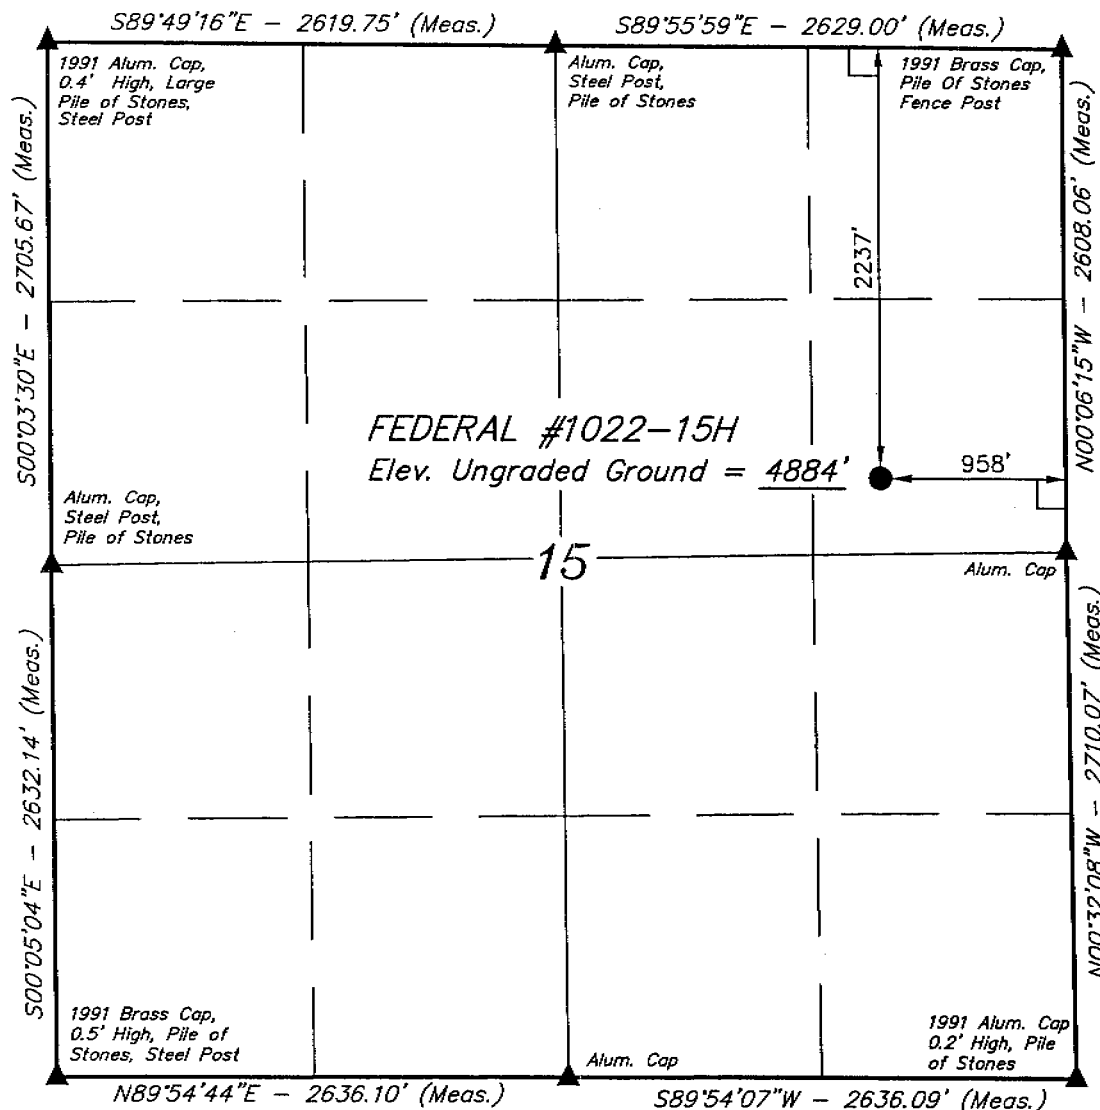 S89°49'16"E - 2619.75' (Meas.)
S89°55'59"E - 2629.00' (Meas.)
1991 Alum. Cap,
0.4' High, Large
Pile of Stones,
Steel Post
Alum. Cap,
Steel Post,
Pile of Stones
1991 Brass Cap,
Pile Of Stones
Fence Post
S00°03'30"E - 2705.67' (Meas.)
N00°06'15"W - 2608.06' (Meas.)
2237'
FEDERAL #1022-15H
Elev. Ungraded Ground = 4884'
958'
Alum. Cap,
Steel Post,
Pile of Stones
15
Alum. Cap
S00°05'04"E - 2632.14' (Meas.)
N00°32'08"W - 2710.07' (Meas.)
1991 Brass Cap,
0.5' High, Pile of
Stones, Steel Post
Alum. Cap
1991 Alum. Cap
0.2' High, Pile
of Stones
N89°54'44"E - 2636.10' (Meas.)
S89°54'07"W - 2636.09' (Meas.)